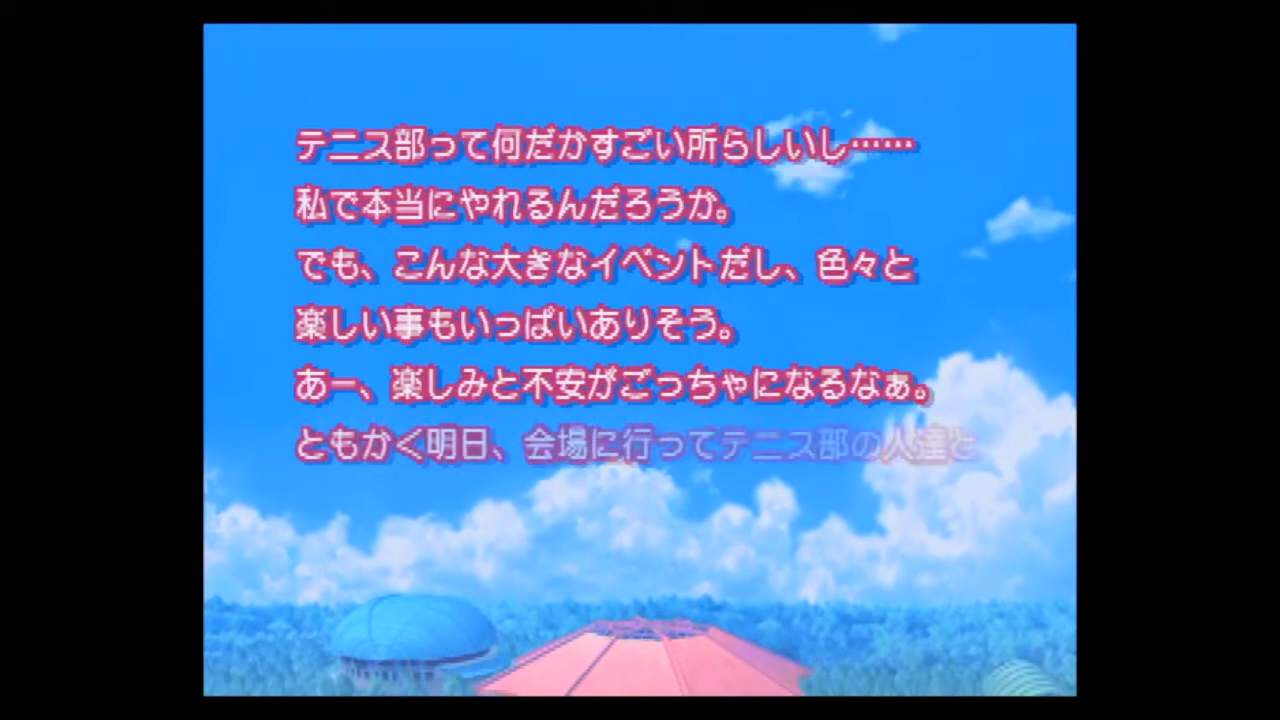 テニス部って何だかすごい所らしいし……
私で本当にやれるんだろうか。
でも、こんな大きなイベントだし、色々と
楽しい事もいっぱいありそう。
あー、楽しみと不安がごっちゃになるなぁ。
ともかく明日、会場に行ってテニス部の人達と